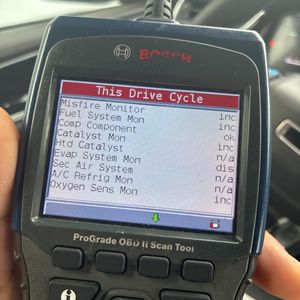 BOSCH
This Drive Cycle
Misfire Monitor inc
Fuel System Mon inc
Comp Component ok
Catalyst Mon inc
Htd Catalyst n/a
Evap System Mon dis
Sec Air System n/a
A/C Refrig Mon n/a
Oxygen Sens Mon inc
ProGrade OBD II Scan Tool